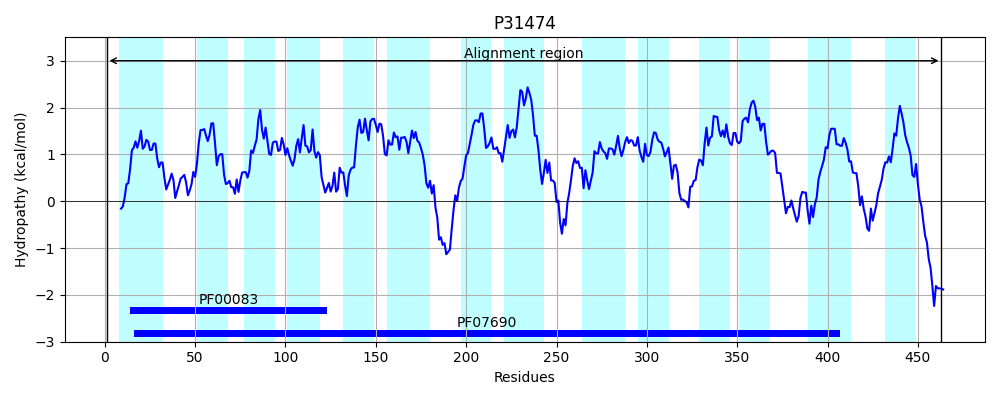 P31474
Alignment region
Hydropathy (kcal/mol)
3
2
1
0
−1
−2
−3
PF00083
PF07690
0 50 100 150 200 250 300 350 400 450
Residues